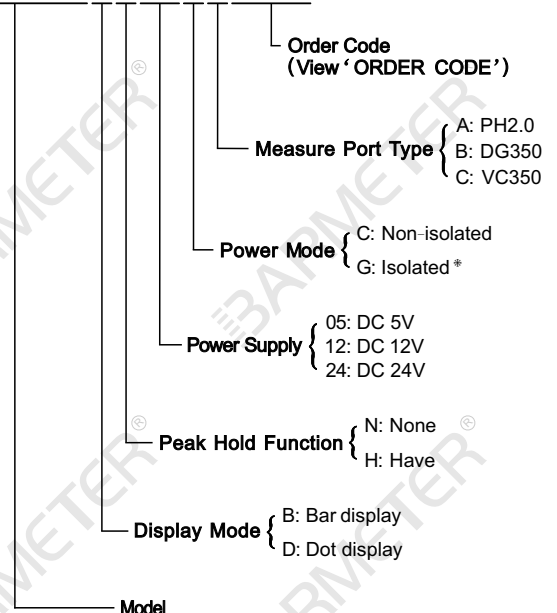 Order Code
(View ‘ ORDER CODE’ )
Measure Port Type
A: PH2.0
B: DG350
C: VC350
Power Mode
C: Non-isolated
G: Isolated *
Power Supply
05: DC 5V
12: DC 12V
24: DC 24V
Peak Hold Function
N: None
H: Have
Display Mode
B: Bar display
D: Dot display
Model
BARMETER®